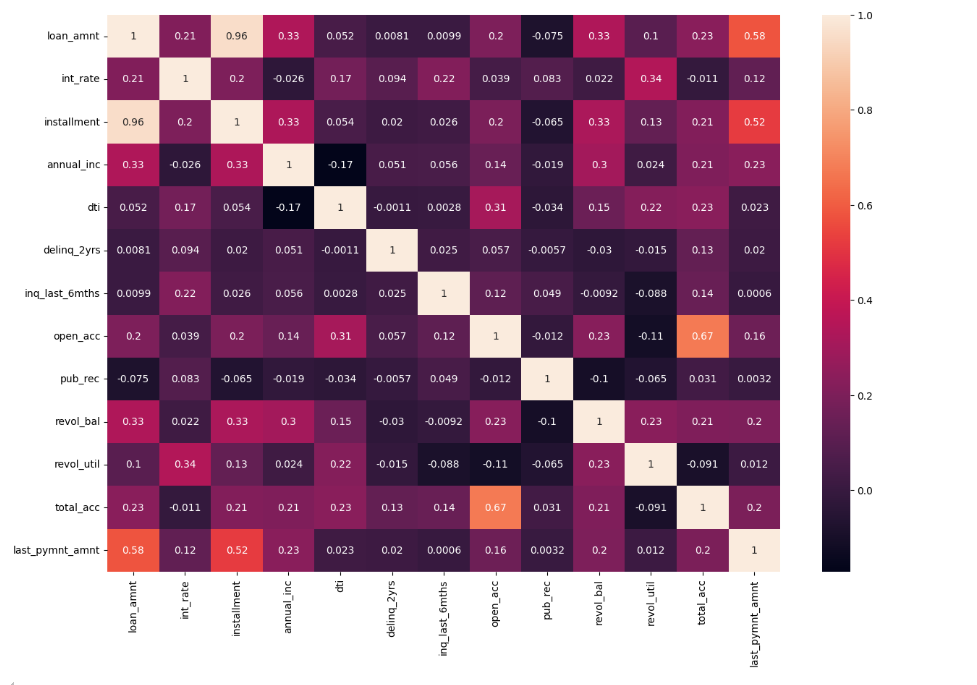 loan_amnt 1 0.21 0.96 0.33 0.052 0.0081 0.0099 0.2 -0.075 0.33 0.1 0.23 0.58
int_rate 0.21 1 0.2 -0.026 0.17 0.094 0.22 0.039 0.083 0.022 0.34 -0.011 0.12
installment 0.96 0.2 1 0.33 0.054 0.02 0.026 0.2 -0.065 0.33 0.13 0.21 0.52
annual_inc 0.33 -0.026 0.33 1 -0.17 0.051 0.056 0.14 -0.019 0.3 0.024 0.21 0.23
dti 0.052 0.17 0.054 -0.17 1 -0.0011 0.0028 0.31 -0.034 0.15 0.22 0.23 0.023
delinq_2yrs 0.0081 0.094 0.02 0.051 -0.0011 1 0.025 0.057 -0.0057 -0.03 -0.015 0.13 0.02
inq_last_6mths 0.0099 0.22 0.026 0.056 0.0028 0.025 1 0.12 0.049 -0.0092 -0.088 0.14 0.0006
open_acc 0.2 0.039 0.2 0.14 0.31 0.057 0.12 1 -0.012 0.23 -0.11 0.67 0.16
pub_rec -0.075 0.083 -0.065 -0.019 -0.034 -0.0057 0.049 -0.012 1 -0.1 -0.065 0.031 0.0032
revol_bal 0.33 0.022 0.33 0.3 0.15 -0.03 -0.0092 0.23 -0.1 1 0.23 0.21 0.2
revol_util 0.1 0.34 0.13 0.024 0.22 -0.015 -0.088 -0.11 -0.065 0.23 1 -0.091 0.012
total_acc 0.23 -0.011 0.21 0.21 0.23 0.13 0.14 0.67 0.031 0.21 -0.091 1 0.2
last_pymnt_amnt 0.58 0.12 0.52 0.23 0.023 0.02 0.0006 0.16 0.0032 0.2 0.012 0.2 1
loan_amnt int_rate installment annual_inc dti delinq_2yrs inq_last_6mths open_acc pub_rec revol_bal revol_util total_acc last_pymnt_amnt
1.0
0.8
0.6
0.4
0.2
0.0